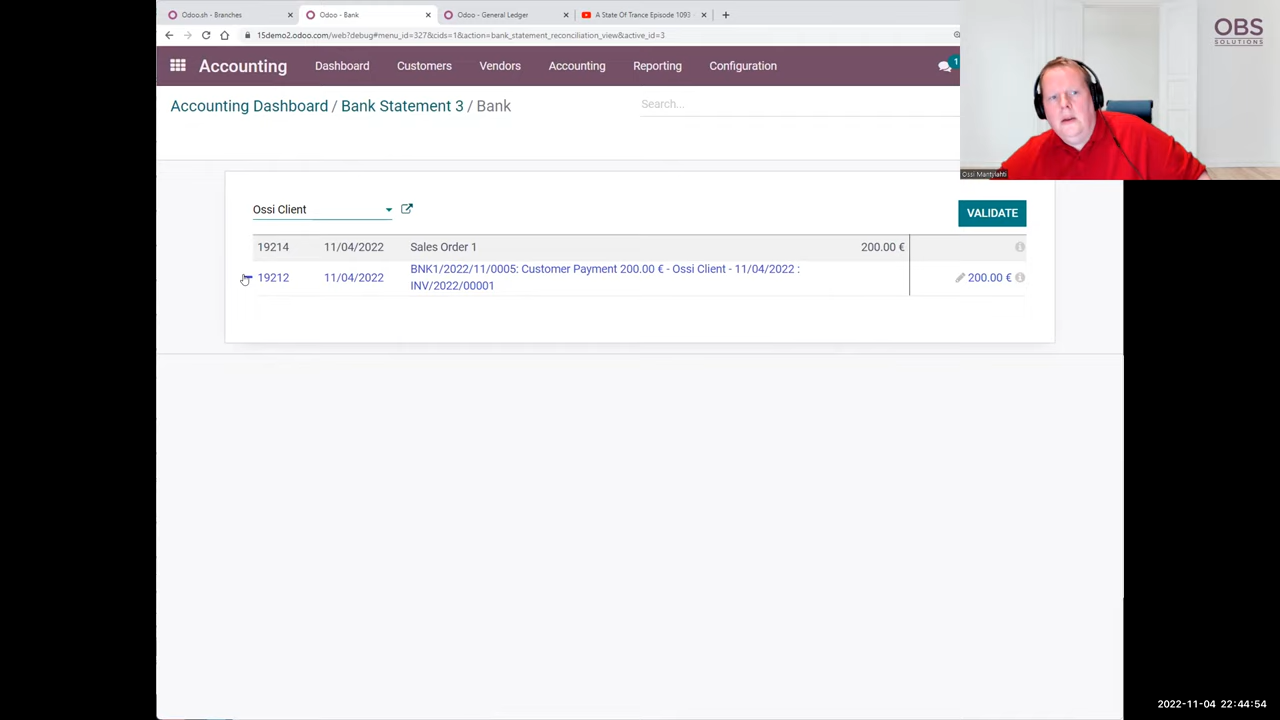 Odoo.sh - Branches
Odoo - Bank
Odoo - General Ledger
A State Of Trance Episode 1093
15demo2.odoo.com/web?debug#menu_id=327&cids=1&action=bank_statement_reconciliation_view&active_id=3
OBS
SOLUTIONS
Accounting Dashboard Customers Vendors Accounting Reporting Configuration 1
Accounting Dashboard / Bank Statement 3 / Bank
Search...
Ossi Mäntylahti
Ossi Client
VALIDATE
19214 11/04/2022 Sales Order 1 200.00 €
19212 11/04/2022 BNK1/2022/11/0005: Customer Payment 200.00 € - Ossi Client - 11/04/2022 : 200.00 €
INV/2022/00001
2022-11-04 22:44:54